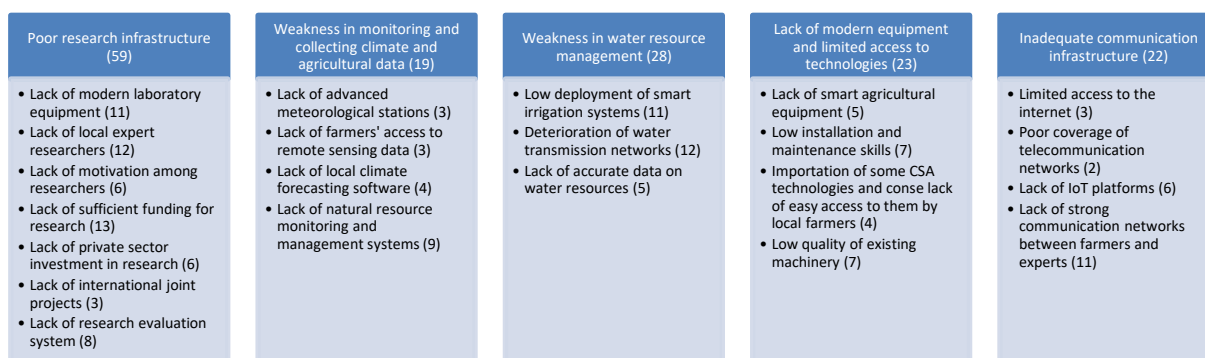 Poor research infrastructure
(59)
• Lack of modern laboratory
equipment (11)
• Lack of local expert
researchers (12)
• Lack of motivation among
researchers (6)
• Lack of sufficient funding for
research (13)
• Lack of private sector
investment in research (6)
• Lack of international joint
projects (3)
• Lack of research evaluation
system (8)
Weakness in monitoring and
collecting climate and
agricultural data (19)
• Lack of advanced
meteorological stations (3)
• Lack of farmers' access to
remote sensing data (3)
• Lack of local climate
forecasting software (4)
• Lack of natural resource
monitoring and
management systems (9)
Weakness in water resource
management (28)
• Low deployment of smart
irrigation systems (11)
• Deterioration of water
transmission networks (12)
• Lack of accurate data on
water resources (5)
Lack of modern equipment
and limited access to
technologies (23)
• Lack of smart agricultural
equipment (5)
• Low installation and
maintenance skills (7)
• Importation of some CSA
technologies and conse lack
of easy access to them by
local farmers (4)
• Low quality of existing
machinery (7)
Inadequate communication
infrastructure (22)
• Limited access to the
internet (3)
• Poor coverage of
telecommunication
networks (2)
• Lack of IoT platforms (6)
• Lack of strong
communication networks
between farmers and
experts (11)